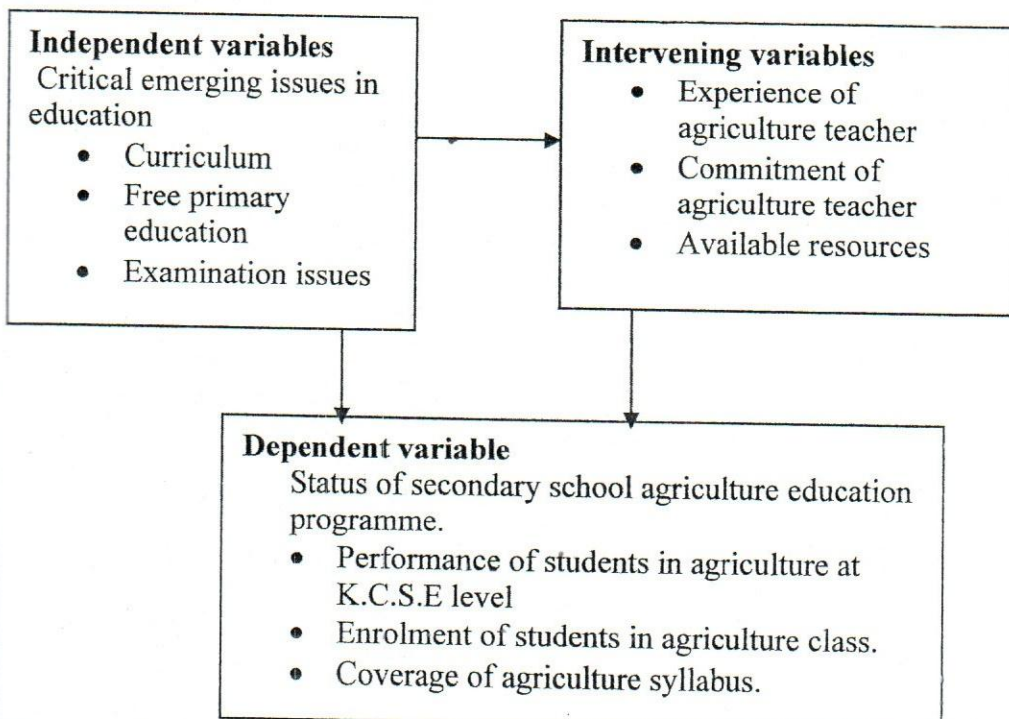 Independent variables
Critical emerging issues in
education
• Curriculum
• Free primary
education
• Examination issues
Intervening variables
• Experience of
agriculture teacher
• Commitment of
agriculture teacher
• Available resources
Dependent variable
Status of secondary school agriculture education
programme.
• Performance of students in agriculture at
K.C.S.E level
• Enrolment of students in agriculture class.
• Coverage of agriculture syllabus.